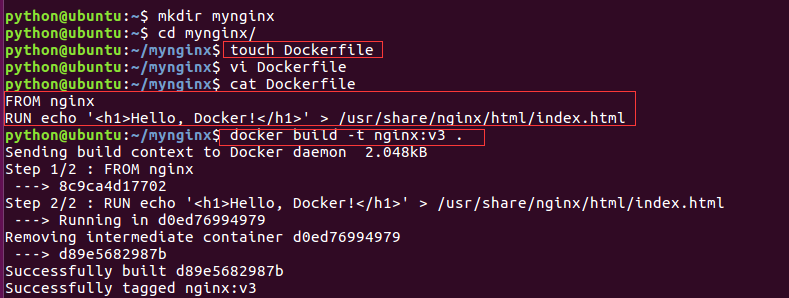 python@ubuntu:~$ mkdir mynginx
python@ubuntu:~$ cd mynginx/
python@ubuntu:~/mynginx$ touch Dockerfile
python@ubuntu:~/mynginx$ vi Dockerfile
python@ubuntu:~/mynginx$ cat Dockerfile
FROM nginx
RUN echo '<h1>Hello, Docker!</h1>' > /usr/share/nginx/html/index.html
python@ubuntu:~/mynginx$ docker build -t nginx:v3 .
Sending build context to Docker daemon  2.048kB
Step 1/2 : FROM nginx
 ---> 8c9ca4d17702
Step 2/2 : RUN echo '<h1>Hello, Docker!</h1>' > /usr/share/nginx/html/index.html
 ---> Running in d0ed76994979
Removing intermediate container d0ed76994979
 ---> d89e5682987b
Successfully built d89e5682987b
Successfully tagged nginx:v3